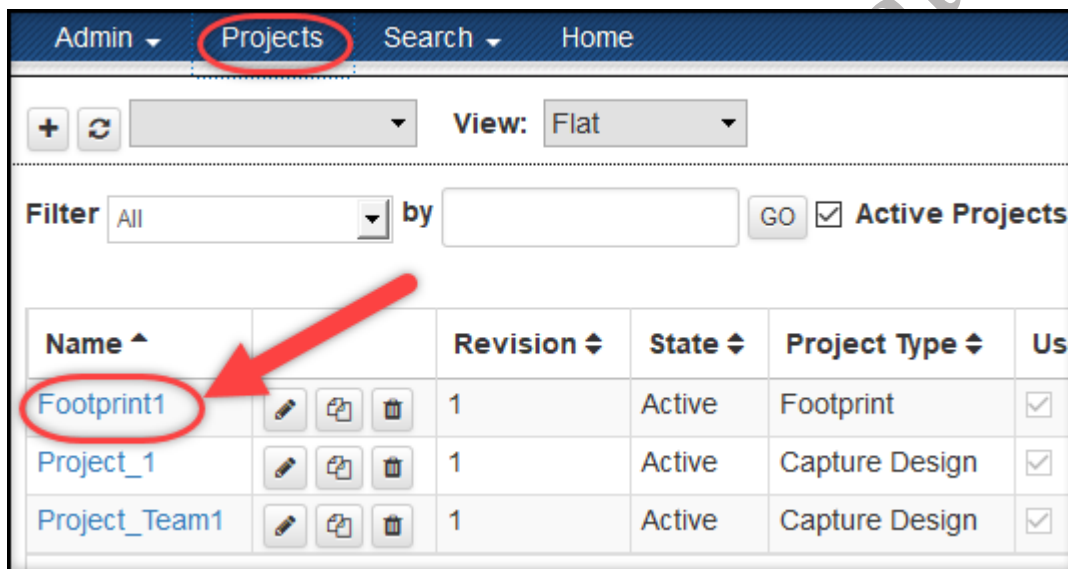 Admin Projects Search Home
View: Flat
Filter All by GO Active Projects
Name Revision State Project Type Us
Footprint1 1 Active Footprint
Project_1 1 Active Capture Design
Project_Team1 1 Active Capture Design